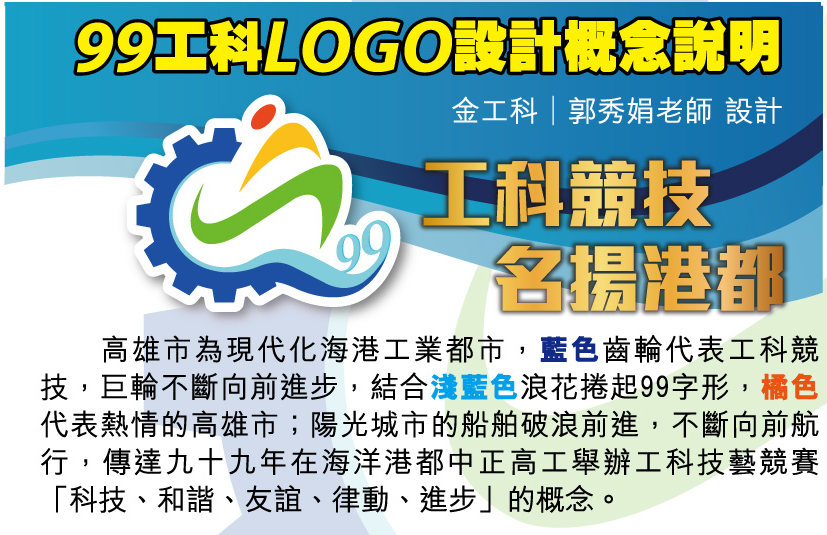 99工科LOGO設計概念說明
金工科｜郭秀娟老師 設計
工科競技
名揚港都
99
高雄市為現代化海港工業都市，藍色齒輪代表工科競
技，巨輪不斷向前進步，結合淺藍色浪花捲起99字形，橘色
代表熱情的高雄市；陽光城市的船舶破浪前進，不斷向前航
行，傳達九十九年在海洋港都中正高工舉辦工科技藝競賽
「科技、和諧、友誼、律動、進步」的概念。